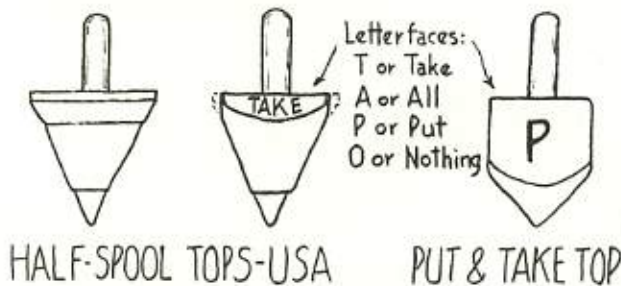 Letter faces:
T or Take
A or All
P or Put
O or Nothing
TAKE
P
HALF-SPOOL TOPS-USA
PUT & TAKE TOP